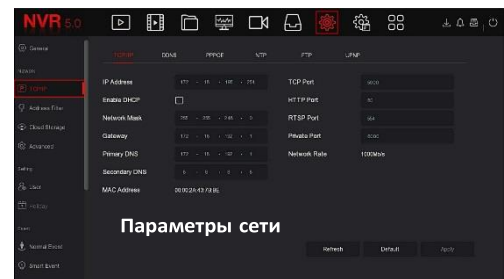 NVR 5.0
General
TCP/IP
DDNS
PPPOE
NTP
FTP
UPNP
Address Filter
Cloud Storage
Advanced
User
Holiday
Normal Event
Smart Event
IP Address
TCP Port
Enable DHCP
HTTP Port
Network Mask
RTSP Port
Gateway
Private Port
Primary DNS
Network Rate 1000Mb/s
Secondary DNS
MAC Address
Параметры сети
Refresh
Default
Apply